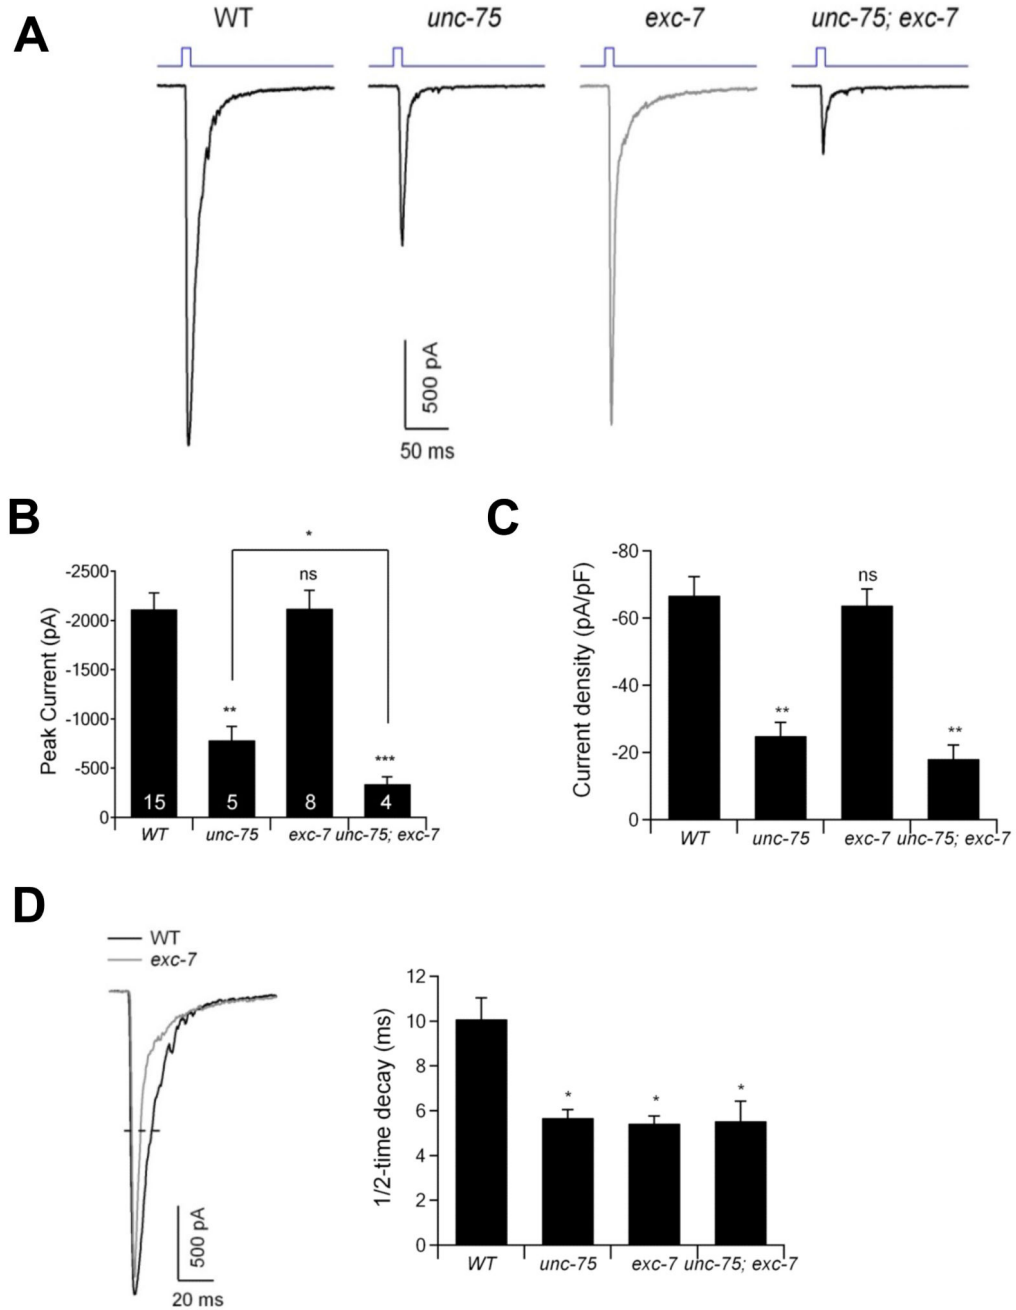 A
WT
unc-75
exc-7
unc-75; exc-7
500 pA
50 ms
B
*
-2500
-2000
-1500
-1000
-500
0
Peak Current (pA)
ns
**
***
15
5
8
4
WT
unc-75
exc-7
unc-75; exc-7
C
-80
-60
-40
-20
0
Current density (pA/pF)
ns
**
**
WT
unc-75
exc-7
unc-75; exc-7
D
WT
exc-7
500 pA
20 ms
12
10
8
6
4
2
0
1/2-time decay (ms)
*
*
*
WT
unc-75
exc-7
unc-75; exc-7